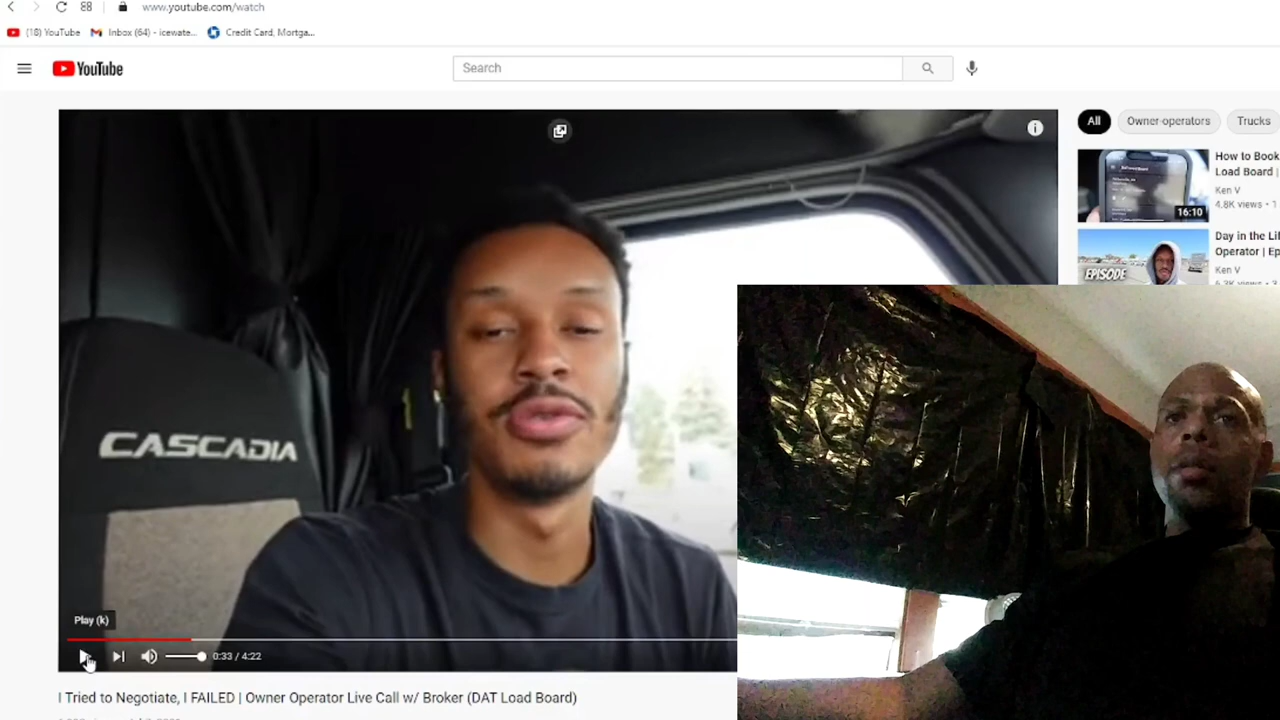 www.youtube.com/watch
(18) YouTube
Inbox (64) - icewate...
Credit Card, Mortga...
YouTube
Search
All
Owner-operators
Trucks
How to Book
Load Board |
Ken V
4.8K views • 1
16:10
Day in the Lif
Operator | Ep
Ken V
EPISODE
CASCADIA
Play (k)
0:33 / 4:22
I Tried to Negotiate, I FAILED | Owner Operator Live Call w/ Broker (DAT Load Board)